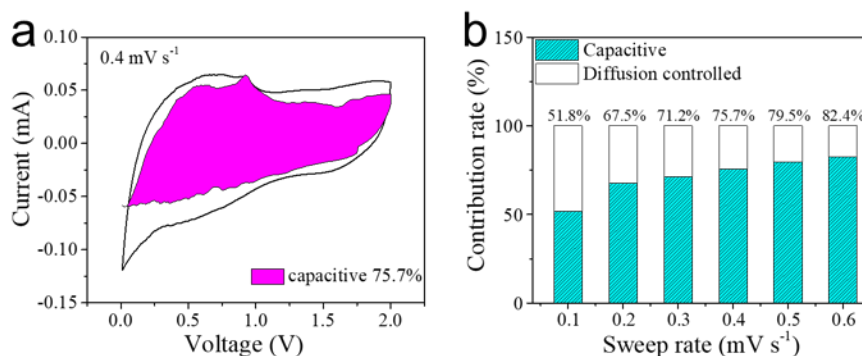 a
0.4 mV s⁻¹
0.10
0.05
0.00
-0.05
-0.10
-0.15
Current (mA)
capacitive 75.7%
0.0 0.5 1.0 1.5 2.0
Voltage (V)
b
Capacitive
Diffusion controlled
150
100
50
0
Contribution rate (%)
51.8% 67.5% 71.2% 75.7% 79.5% 82.4%
0.1 0.2 0.3 0.4 0.5 0.6
Sweep rate (mV s⁻¹)